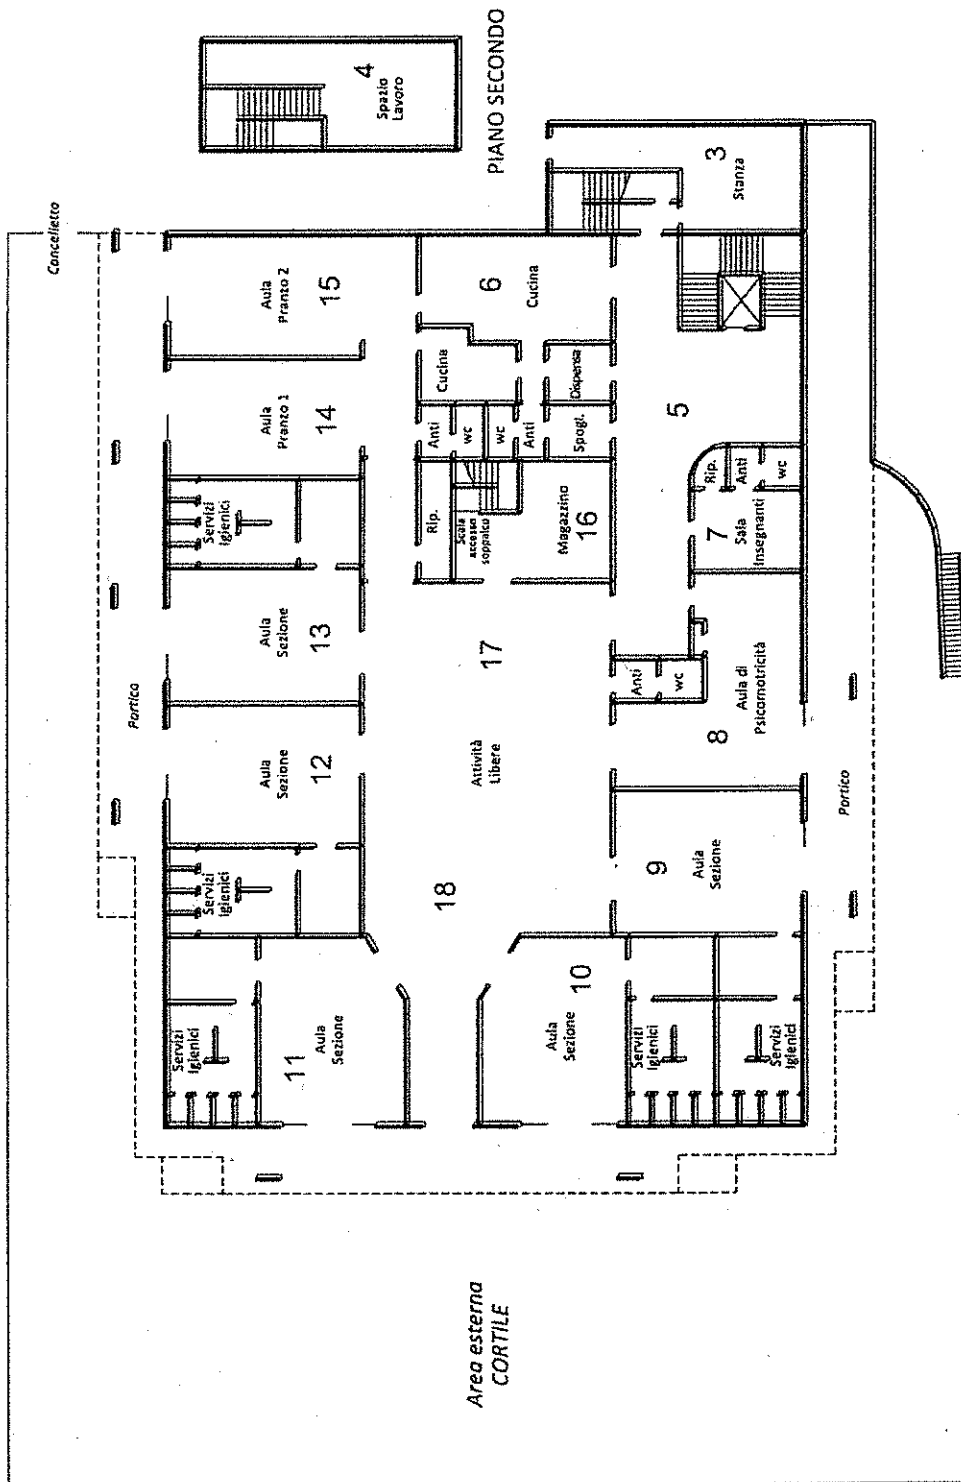 Cancelletto
4
Spazio
Lavoro
PIANO SECONDO
3
Stanza
Aula
Pranzo 2
15
6
Cucina
Aula
Pranzo 1
14
Cucina
Dispensa
Anti
wc
wc
Anti
Spogl.
5
Rip.
Anti
wc
7
Sala
Insegnanti
Servizi
Igienici
Rip.
Scala
accesso
soppalco
Magazzino
16
Portico
Aula
Sezione
13
17
Attività
Libere
Anti
wc
Aula di
Psicomotricità
8
Aula
Sezione
12
Portico
9
Aula
Sezione
Servizi
Igienici
18
10
Aula
Sezione
Servizi
Igienici
11
Aula
Sezione
Servizi
Igienici
Servizi
Igienici
Area esterna
CORTILE